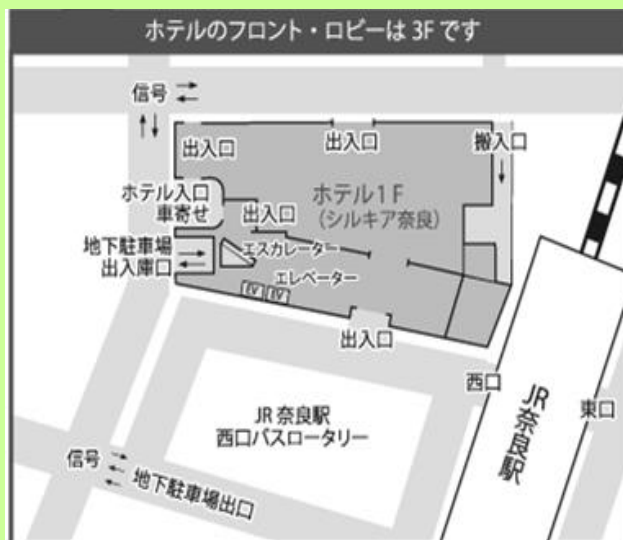 ホテルのフロント・ロビーは 3F です
信号
出入口
出入口
搬入口
ホテル入口
車寄せ
出入口
ホテル1F
(シルキア奈良)
地下駐車場
出入庫口
エスカレーター
エレベーター
EV
EV
出入口
西口
東口
JR奈良駅
JR 奈良駅
西口バスロータリー
信号
地下駐車場出口